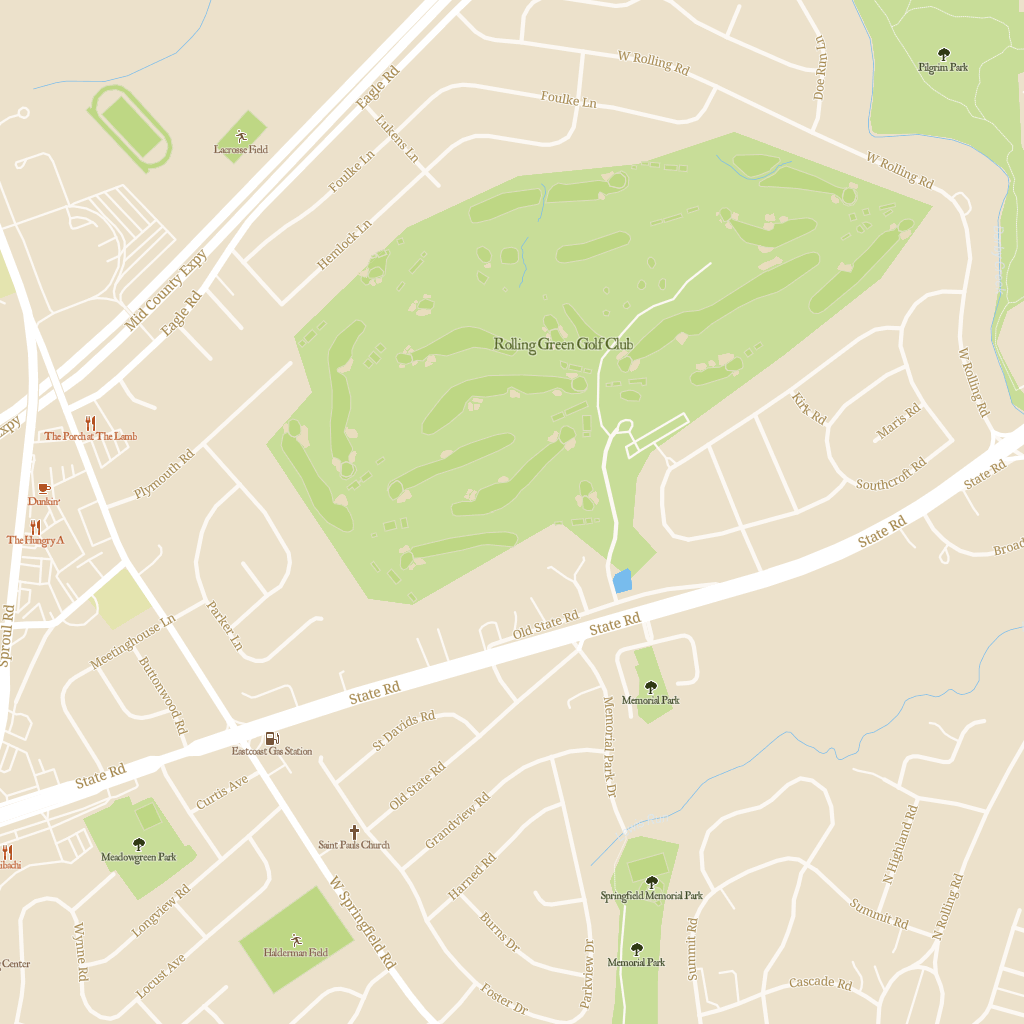 Pilgrim Park
W Rolling Rd
Doe Run Ln
Eagle Rd
Foulke Ln
Lukens Ln
Lacrosse Field
Foulke Ln
W Rolling Rd
Hemlock Ln
Mid County Expy
Eagle Rd
Rolling Green Golf Club
W Rolling Rd
Kirk Rd
Maris Rd
Expy
The Porch at The Lamb
Plymouth Rd
Southcroft Rd
State Rd
Dunkin'
The Hungry A
State Rd
Broad
Sproul Rd
Parker Ln
Meetinghouse Ln
Old State Rd
State Rd
Buttonwood Rd
State Rd
Memorial Park
Memorial Park Dr
St Davids Rd
Eastcoast Gas Station
State Rd
Curtis Ave
Old State Rd
Grandview Rd
Saint Pauls Church
Meadowgreen Park
ibachi
Harned Rd
N Highland Rd
Springfield Memorial Park
Longview Rd
W Springfield Rd
Summit Rd
N Rolling Rd
Burns Dr
Halderman Field
Wynne Rd
Summit Rd
Memorial Park
g Center
Locust Ave
Parkview Dr
Cascade Rd
Foster Dr